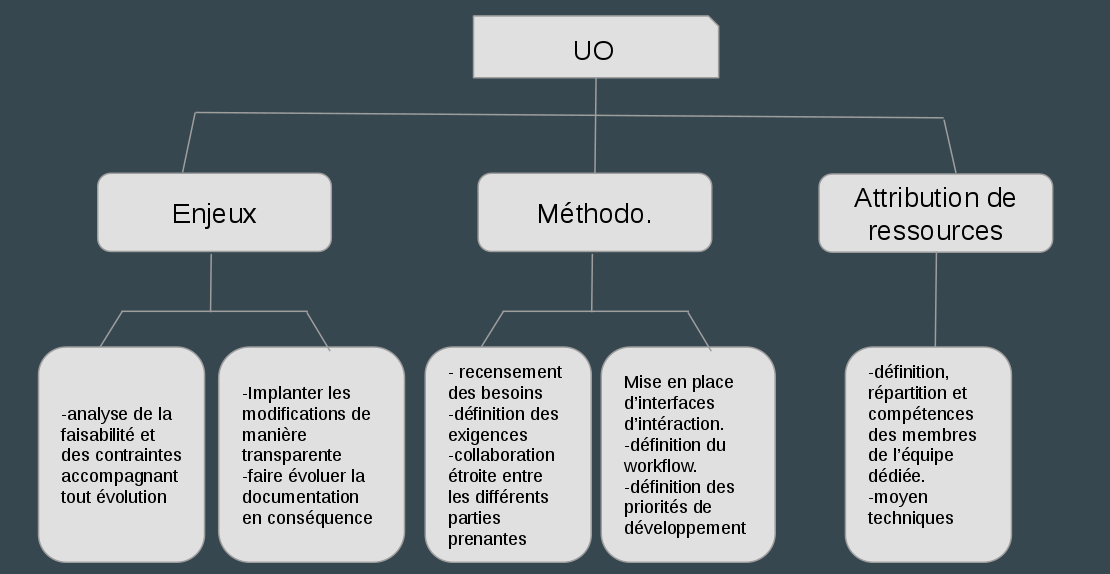 UO
Enjeux
Méthodo.
Attribution de
ressources
-analyse de la
faisabilité et
des contraintes
accompagnant
tout évolution
-Implanter les
modifications de
manière
transparente
-faire évoluer la
documentation
en conséquence
- recensement
des besoins
-définition des
exigences
-collaboration
étroite entre
les différents
parties
prenantes
Mise en place
d’interfaces
d’intéraction.
-définition du
workflow.
-définition des
priorités de
développement
-définition,
répartition et
compétences
des membres
de l’équipe
dédiée.
-moyen
techniques